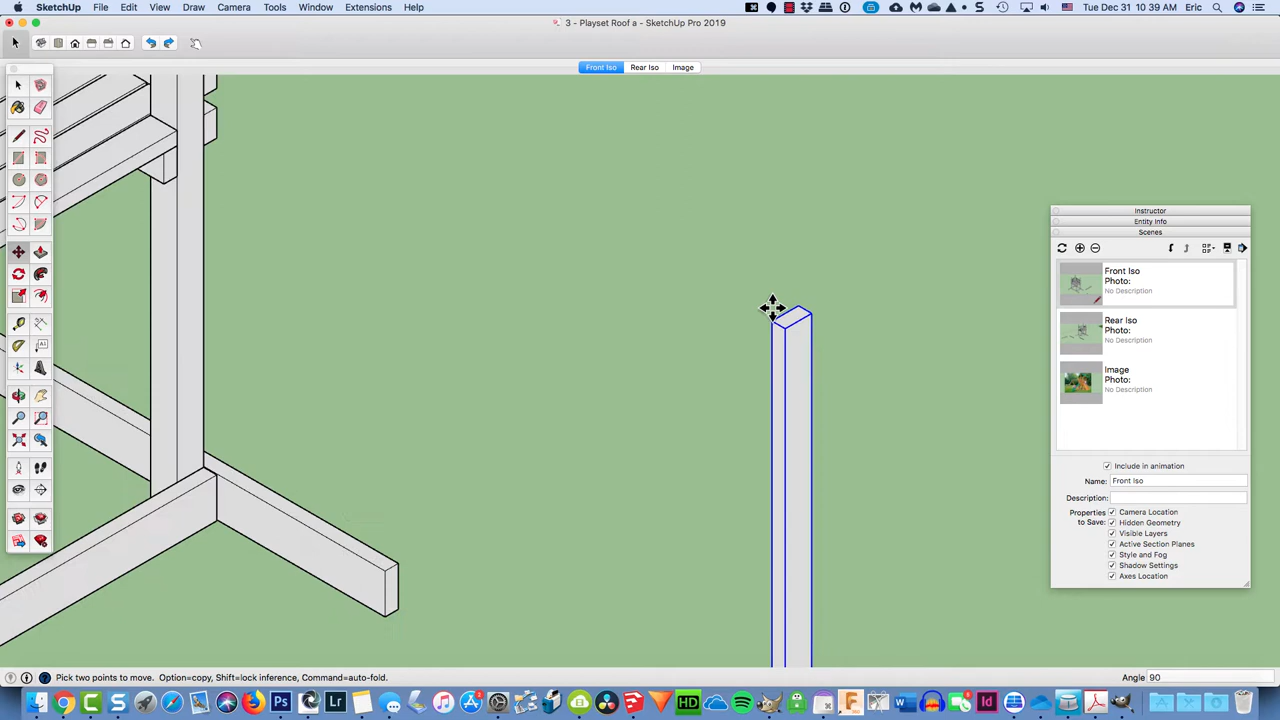 SketchUp File Edit View Draw Camera Tools Window Extensions Help Tue Dec 31 10:39 AM Eric
3 - Playset Roof a - SketchUp Pro 2019
Front Iso Rear Iso Image
Instructor
Entity Info
Scenes
Front Iso
Photo:
No Description
Rear Iso
Photo:
No Description
Image
Photo:
No Description
Include in animation
Name: Front Iso
Description:
Properties to Save:
Camera Location
Hidden Geometry
Visible Layers
Active Section Planes
Style and Fog
Shadow Settings
Axes Location
Pick two points to move. Option=copy, Shift=lock inference, Command=auto-fold.
Angle 90